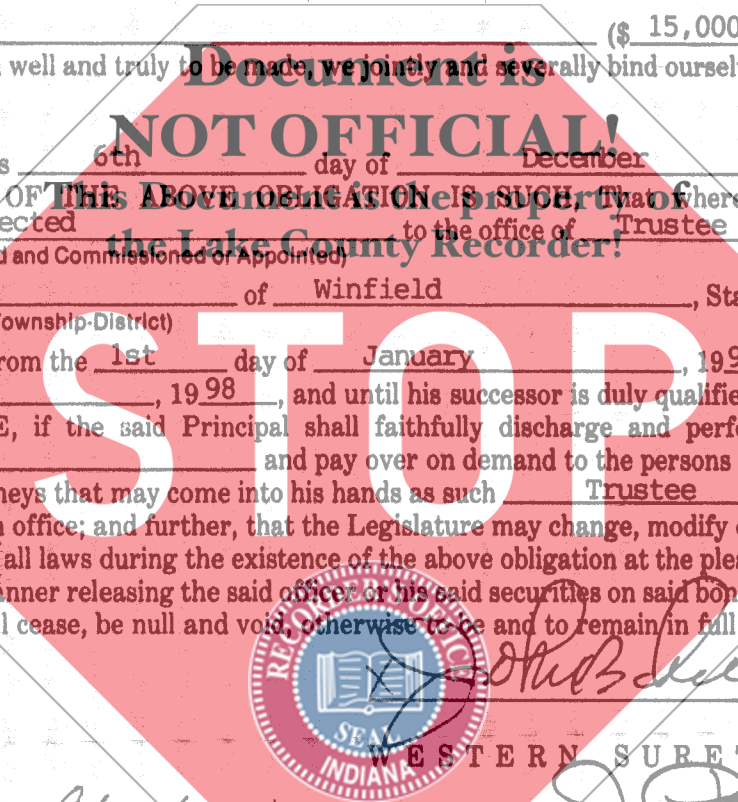 ($ 15,000
well and truly to be made, we jointly and severally bind oursel
Document is
NOT OFFICIAL!
s 6th day of December
OF THE ABOVE OBLIGATION IS SUCH, That where
This Document is the property of
ected to the office of Trustee
the Lake County Recorder!
d and Commissioned or Appointed)
of Winfield, Sta
ownship-District)
rom the 1st day of January, 199
STOP
, 1998, and until his successor is duly qualifie
E, if the said Principal shall faithfully discharge and perf
and pay over on demand to the persons
neys that may come into his hands as such Trustee
n office; and further, that the Legislature may change, modify
all laws during the existence of the above obligation at the plea
nner releasing the said officer or his said securities on said bon
l cease, be null and void, otherwise to be and to remain in full
RECORDER'S OFFICE
SEAL
INDIANA
WESTERN SURET